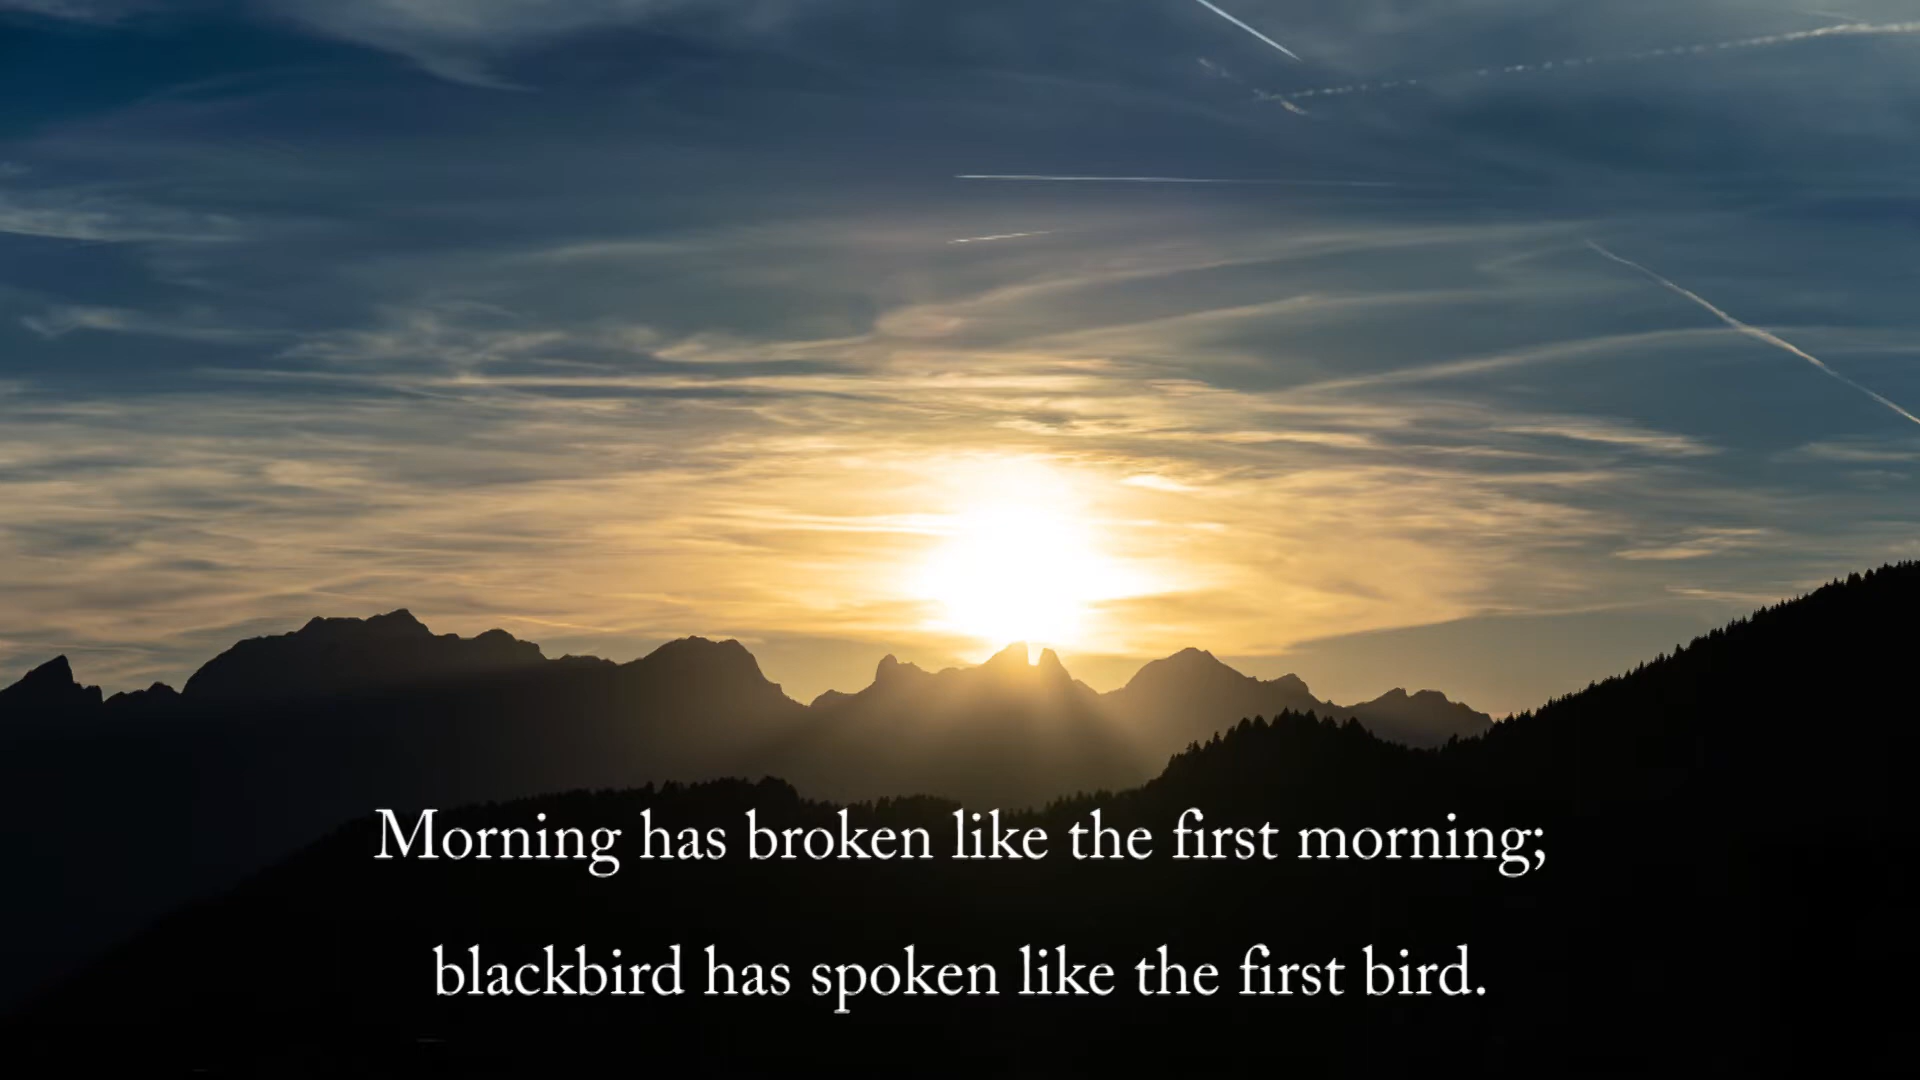 Morning has broken like the first morning;
blackbird has spoken like the first bird.